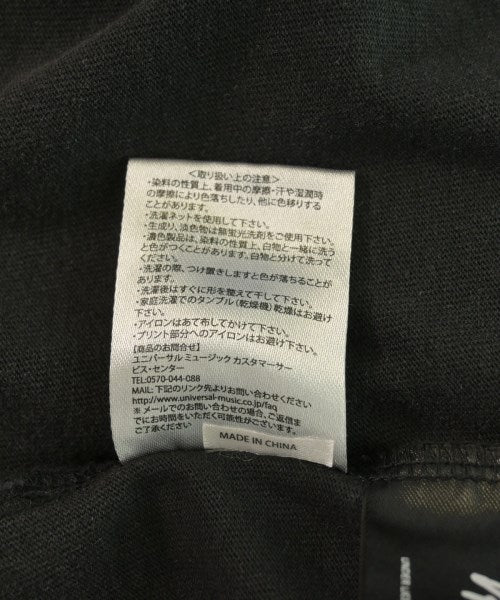 <取り扱い上の注意>
・染料の性質上、着用中の摩擦・汗や湿潤時
の摩擦により色落ちしたり、他に色移りする
ことがあります。
・洗濯ネットを使用して下さい。
・生成り、淡色物は無蛍光洗剤をご使用下さい。
・濃色製品は、染料の性質上、白物と一緒に洗う
と色がつくことがあります。白物と分けて洗って
ください。
・洗濯の際、つけ置きしますと色が落ちることが
あります。
・洗濯後はすぐに形を整えて干して下さい。
・家庭洗濯でのタンブル(乾燥機)乾燥はお避け
下さい。
・アイロンはあて布してかけて下さい。
・プリント部分へのアイロンはお避け下さい。
【商品のお問合せ】
ユニバーサル ミュージック カスタマーサー
ビス・センター
TEL:0570-044-088
MAIL: 下記のリンク先よりお問い合わせください
http://www.universal-music.co.jp/faq
※ メールでのお問い合わせの場合、ご返信ま
でにお時間をいただく可能性がございます。
ご了承ください
MADE IN CHINA